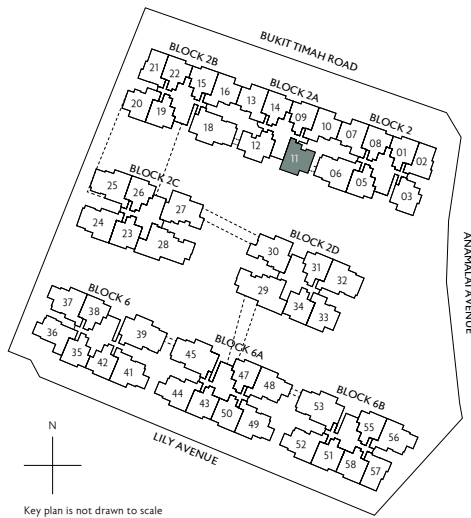 BUKIT TIMAH ROAD
BLOCK 2B
21 22 15 16
20 19 18
BLOCK 2A
13 14 09 10
12 11
BLOCK 2
07 08 01 02
06 05 03
ANAMALAI AVENUE
BLOCK 2C
25 26 27
24 23 28
BLOCK 2D
30 31 32
29 34 33
BLOCK 6
37 38 39
36 35 42 41
BLOCK 6A
45 47 48
44 43 50 49
BLOCK 6B
53 55 56
52 51 58 57
LILY AVENUE
N
Key plan is not drawn to scale